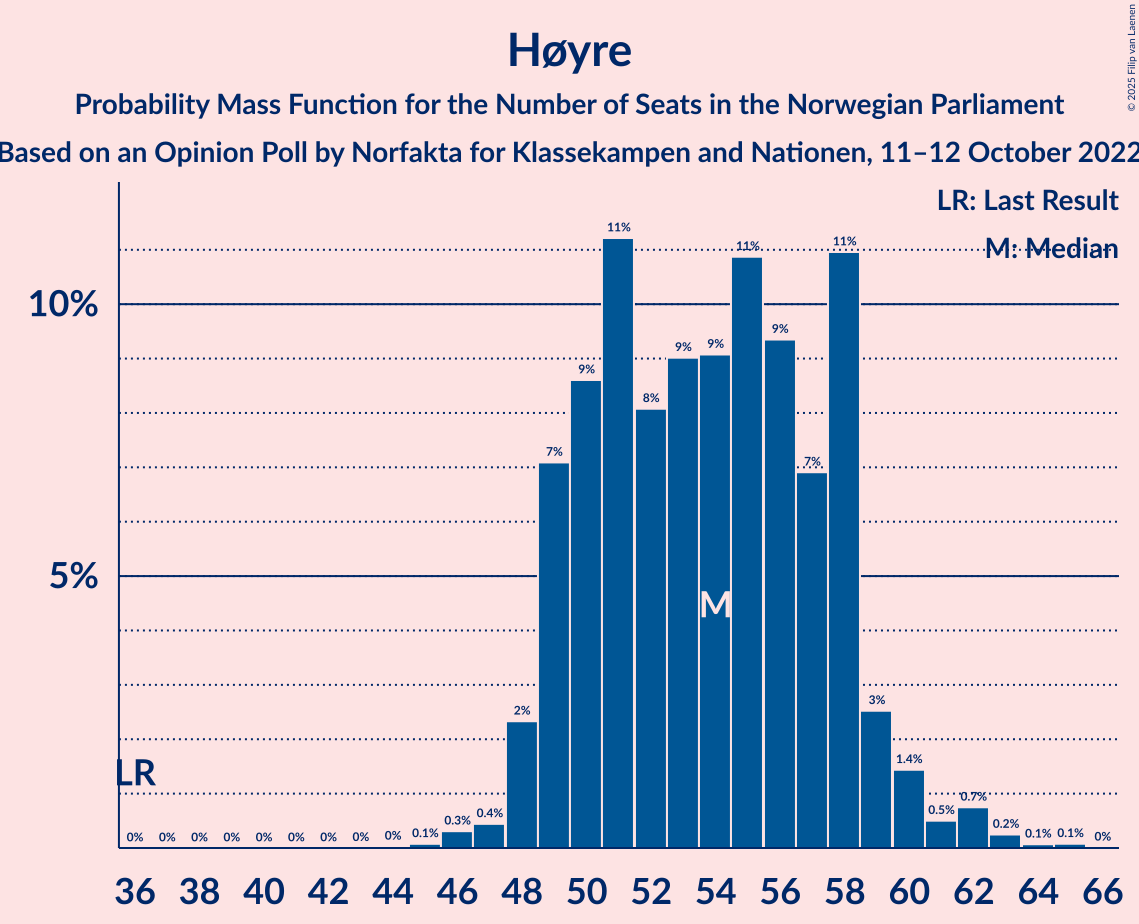 Høyre
Probability Mass Function for the Number of Seats in the Norwegian Parliament
Based on an Opinion Poll by Norfakta for Klassekampen and Nationen, 11–12 October 2022
© 2025 Filip van Laenen
LR: Last Result
M: Median
10%
5%
LR
M
0% 0% 0% 0% 0% 0% 0% 0% 0% 0.1% 0.3% 0.4% 2% 7% 9% 11% 8% 9% 9% 11% 9% 7% 11% 3% 1.4% 0.5% 0.7% 0.2% 0.1% 0.1% 0%
36 38 40 42 44 46 48 50 52 54 56 58 60 62 64 66